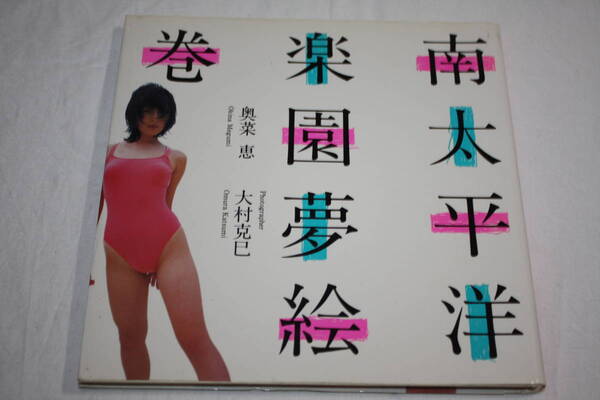 南太平洋
楽園夢絵
巻
奥菜 恵
Okina Megumi
Photographer
大村克巳
Omura Katsumi